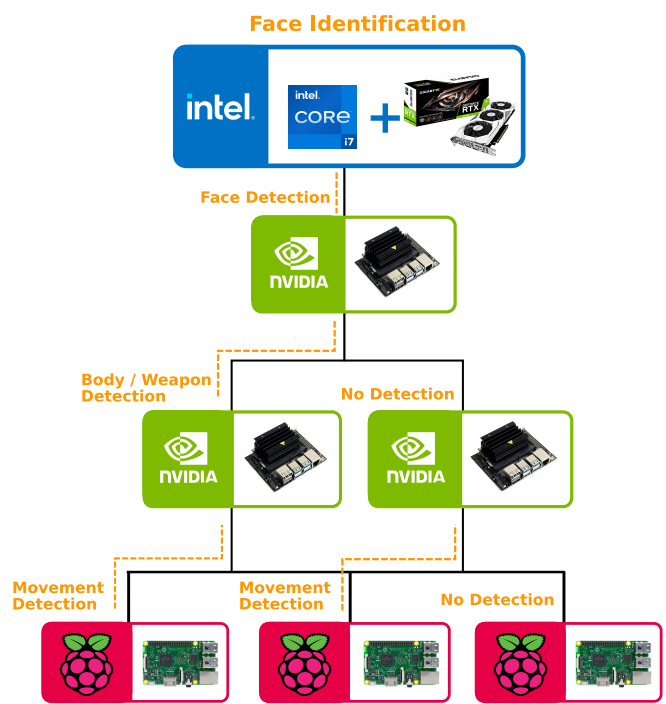 Face Identification
intel.
intel.
CORE
i7
RTX
Face Detection
NVIDIA
Body / Weapon
Detection
No Detection
NVIDIA
NVIDIA
Movement
Detection
Movement
Detection
No Detection